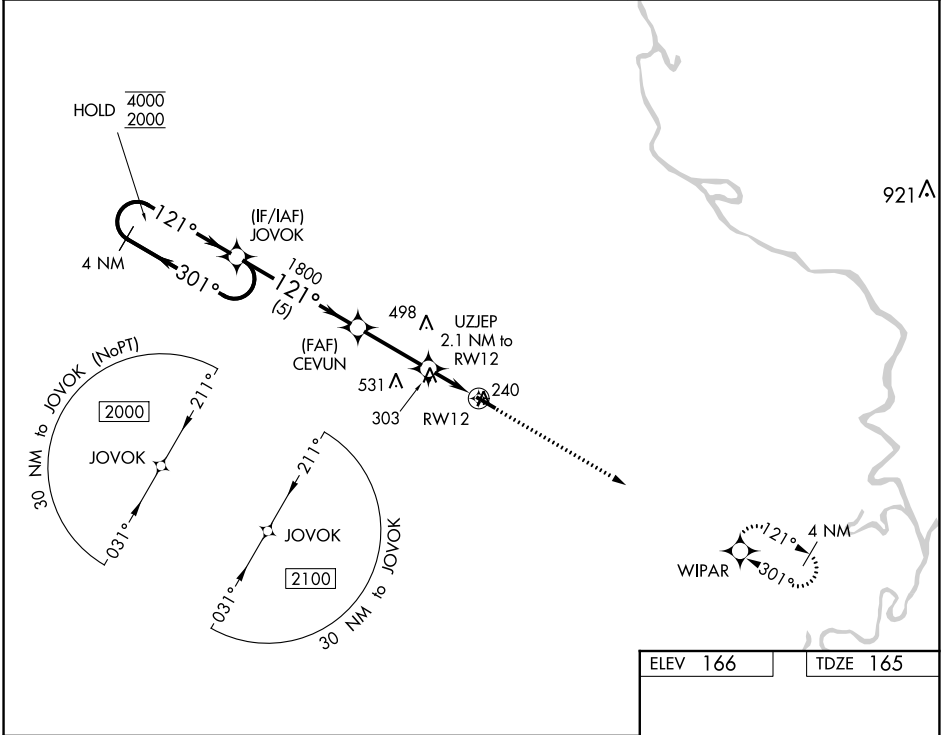 HOLD 4000
2000
921
121°
(IF/IAF)
JOVOK
4 NM
301°
1800
121°
(5)
498
UZJEP
2.1 NM to
RW12
(FAF)
CEVUN
531
240
303
RW12
30 NM to JOVOK (NoPT)
211°
2000
JOVOK
031°
211°
JOVOK
2100
031°
30 NM to JOVOK
121°
4 NM
WIPAR
301°
ELEV 166
TDZE 165